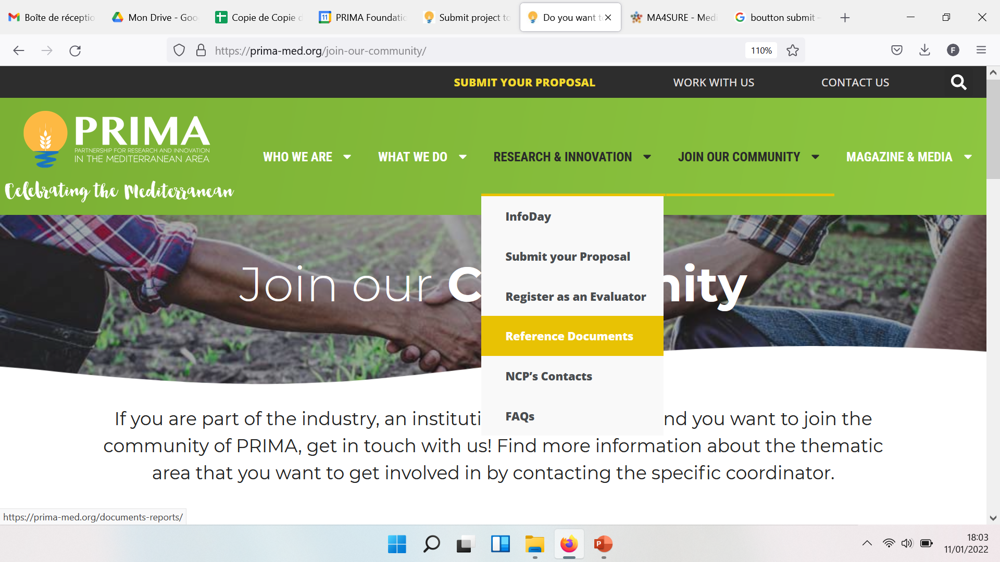 Boîte de réceptio
Mon Drive - Goo
Copie de Copie d
PRIMA Foundatio
Submit project to
Do you want t
MA4SURE - Medi
boutton submit -
https://prima-med.org/join-our-community/
110%
F
SUBMIT YOUR PROPOSAL
WORK WITH US
CONTACT US
PRIMA
PARTNERSHIP FOR RESEARCH AND INNOVATION
IN THE MEDITERRANEAN AREA
Celebrating the Mediterranean
WHO WE ARE
WHAT WE DO
RESEARCH & INNOVATION
JOIN OUR COMMUNITY
MAGAZINE & MEDIA
InfoDay
Submit your Proposal
Register as an Evaluator
Reference Documents
NCP’s Contacts
FAQs
Join our C nity
If you are part of the industry, an instituti nd you want to join the
community of PRIMA, get in touch with us! Find more information about the thematic
area that you want to get involved in by contacting the specific coordinator.
https://prima-med.org/documents-reports/
18:03
11/01/2022